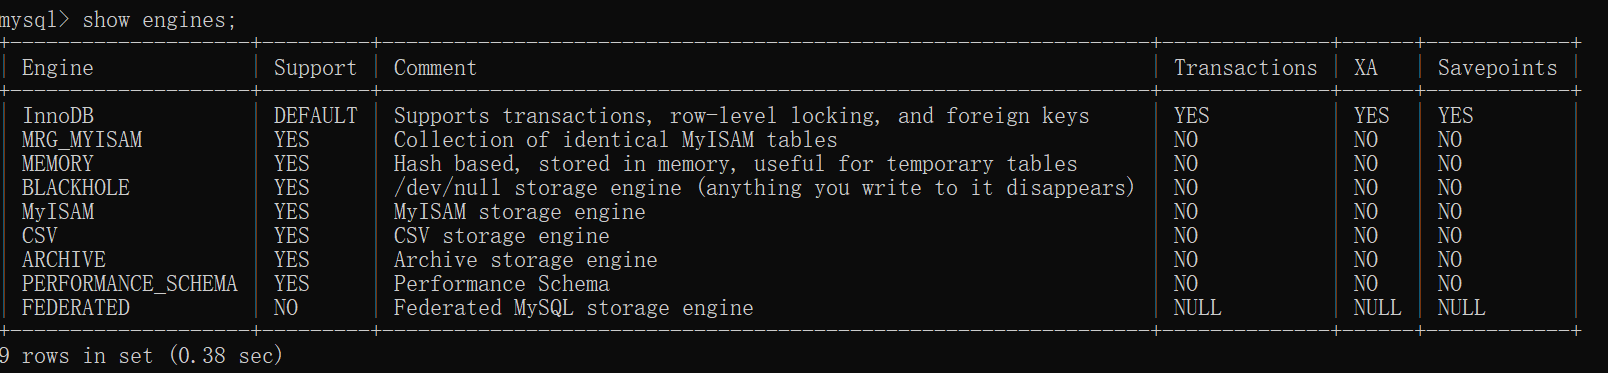 mysql> show engines;
+--------------------+---------+----------------------------------------------------------------+--------------+------+------------+
| Engine             | Support | Comment                                                        | Transactions | XA   | Savepoints |
+--------------------+---------+----------------------------------------------------------------+--------------+------+------------+
| InnoDB             | DEFAULT | Supports transactions, row-level locking, and foreign keys     | YES          | YES  | YES        |
| MRG_MYISAM         | YES     | Collection of identical MyISAM tables                          | NO           | NO   | NO         |
| MEMORY             | YES     | Hash based, stored in memory, useful for temporary tables      | NO           | NO   | NO         |
| BLACKHOLE          | YES     | /dev/null storage engine (anything you write to it disappears) | NO           | NO   | NO         |
| MyISAM             | YES     | MyISAM storage engine                                          | NO           | NO   | NO         |
| CSV                | YES     | CSV storage engine                                             | NO           | NO   | NO         |
| ARCHIVE            | YES     | Archive storage engine                                         | NO           | NO   | NO         |
| PERFORMANCE_SCHEMA | YES     | Performance Schema                                             | NO           | NO   | NO         |
| FEDERATED          | NO      | Federated MySQL storage engine                                 | NULL         | NULL | NULL       |
+--------------------+---------+----------------------------------------------------------------+--------------+------+------------+
9 rows in set (0.38 sec)